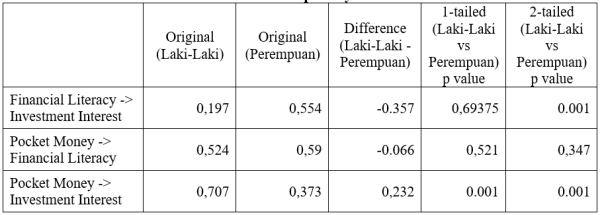 Original
(Laki-Laki)
Original
(Perempuan)
Difference
(Laki-Laki -
Perempuan)
1-tailed
(Laki-Laki
vs
Perempuan)
p value
2-tailed
(Laki-Laki
vs
Perempuan)
p value
Financial Literacy ->
Investment Interest
0,197
0,554
-0.357
0,69375
0.001
Pocket Money ->
Financial Literacy
0,524
0,59
-0.066
0,521
0,347
Pocket Money ->
Investment Interest
0,707
0,373
0,232
0.001
0.001